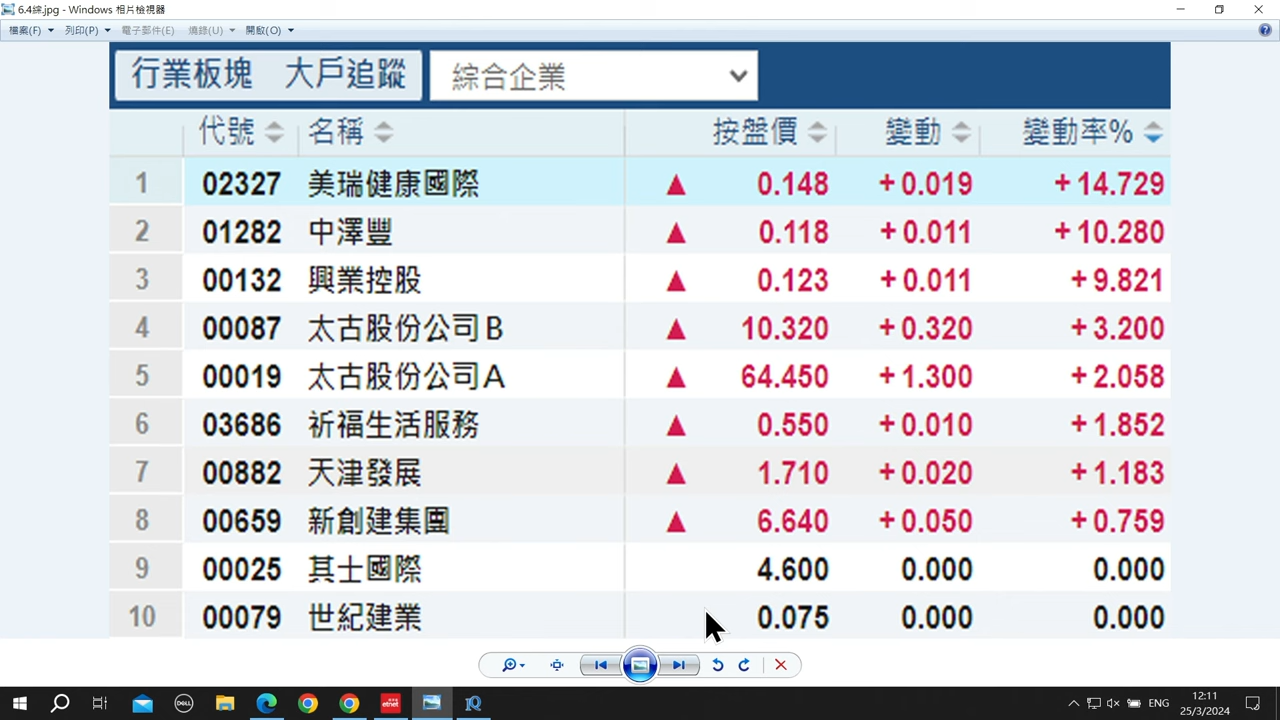 6.4綜.jpg - Windows 相片檢視器
檔案(F) 列印(P) 電子郵件(E) 燒錄(U) 開啟(O)
行業板塊 大戶追蹤 綜合企業
代號 名稱 按盤價 變動 變動率%
1 02327 美瑞健康國際 ▲ 0.148 +0.019 +14.729
2 01282 中澤豐 ▲ 0.118 +0.011 +10.280
3 00132 興業控股 ▲ 0.123 +0.011 +9.821
4 00087 太古股份公司B ▲ 10.320 +0.320 +3.200
5 00019 太古股份公司A ▲ 64.450 +1.300 +2.058
6 03686 祈福生活服務 ▲ 0.550 +0.010 +1.852
7 00882 天津發展 ▲ 1.710 +0.020 +1.183
8 00659 新創建集團 ▲ 6.640 +0.050 +0.759
9 00025 其士國際 4.600 0.000 0.000
10 00079 世紀建業 0.075 0.000 0.000
DELL etnet IQ ENG 12:11
25/3/2024